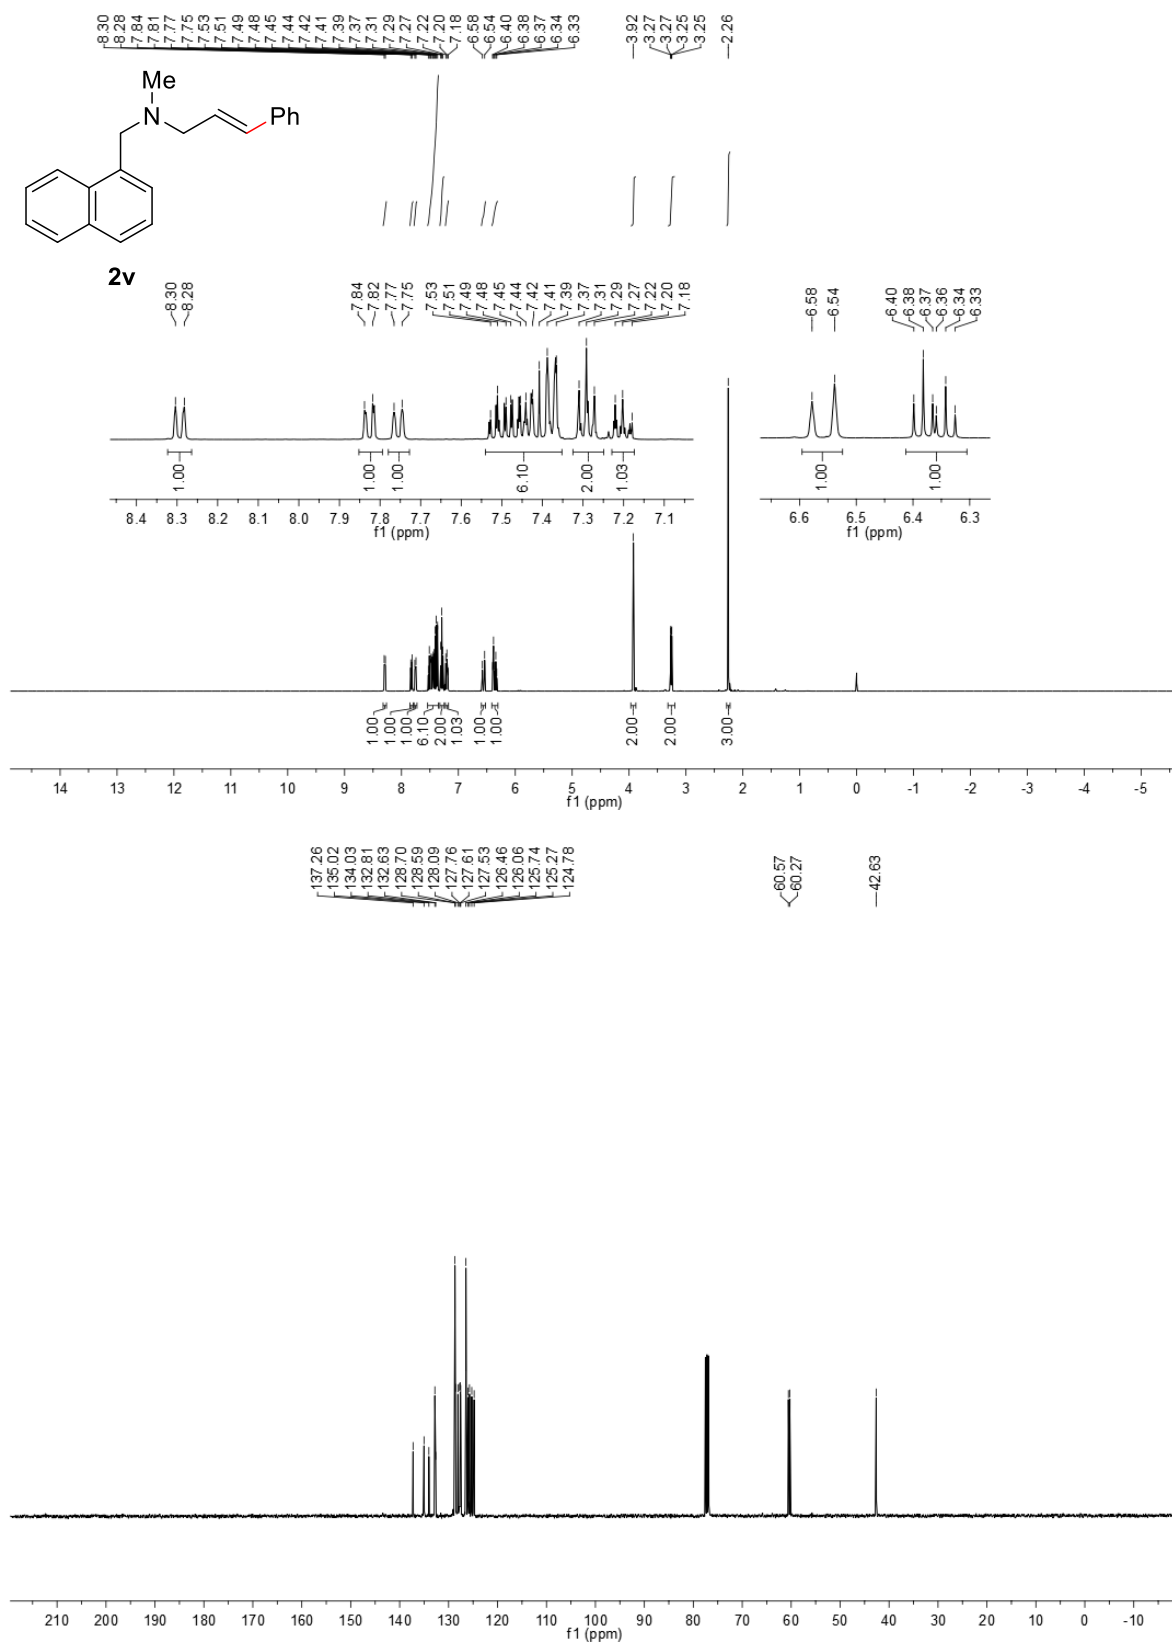 8.30 8.28 7.84 7.81 7.77 7.75 7.53 7.51 7.49 7.48 7.45 7.44 7.42 7.41 7.39 7.37 7.31 7.29 7.27 7.22 7.20 7.18 6.58 6.54 6.40 6.38 6.37 6.34 6.33 3.92 3.27 3.27 3.25 3.25 2.26
Me
N
Ph
2v
8.30 8.28 7.84 7.82 7.77 7.75 7.53 7.51 7.49 7.48 7.45 7.44 7.42 7.41 7.39 7.37 7.31 7.29 7.27 7.22 7.20 7.18 6.58 6.54 6.40 6.38 6.37 6.36 6.34 6.33
1.00 1.00 1.00 6.10 2.00 1.03 1.00 1.00
8.4 8.3 8.2 8.1 8.0 7.9 7.8 7.7 7.6 7.5 7.4 7.3 7.2 7.1 6.6 6.5 6.4 6.3
f1 (ppm) f1 (ppm)
1.00 1.00 1.00 6.10 2.00 1.03 1.00 1.00 2.00 2.00 3.00
14 13 12 11 10 9 8 7 6 5 4 3 2 1 0 -1 -2 -3 -4 -5
f1 (ppm)
137.26 135.02 134.03 132.81 132.63 128.70 128.59 128.09 127.76 127.61 127.53 126.46 126.06 125.74 125.27 124.78 60.57 60.27 42.63
210 200 190 180 170 160 150 140 130 120 110 100 90 80 70 60 50 40 30 20 10 0 -10
f1 (ppm)